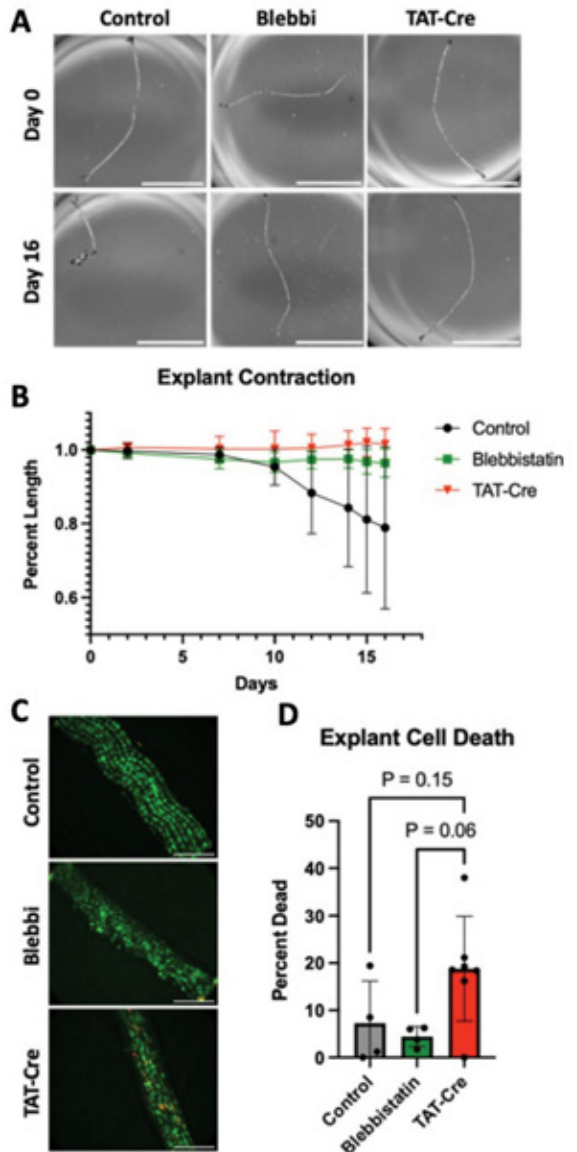 A
Control
Blebbi
TAT-Cre
Day 0
Day 16
Explant Contraction
B
Percent Length
1.0
0.8
0.6
0
5
10
15
Days
Control
Blebbistatin
TAT-Cre
C
Control
Blebbi
TAT-Cre
D
Explant Cell Death
P = 0.15
P = 0.06
Percent Dead
50
40
30
20
10
0
Control
Blebbistatin
TAT-Cre